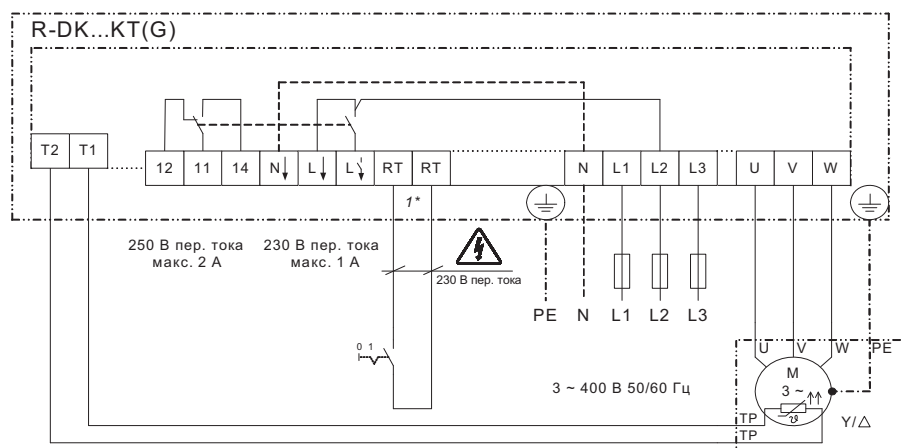 R-DK...KT(G)
T2 T1
12 11 14 N L L RT RT N L1 L2 L3 U V W
1*
250 В пер. тока
макс. 2 А
230 В пер. тока
макс. 1 А
230 В пер. тока
PE N L1 L2 L3
0 1
U V W PE
M
3 ~
3 ~ 400 В 50/60 Гц
ϑ
TP
TP
Y/△